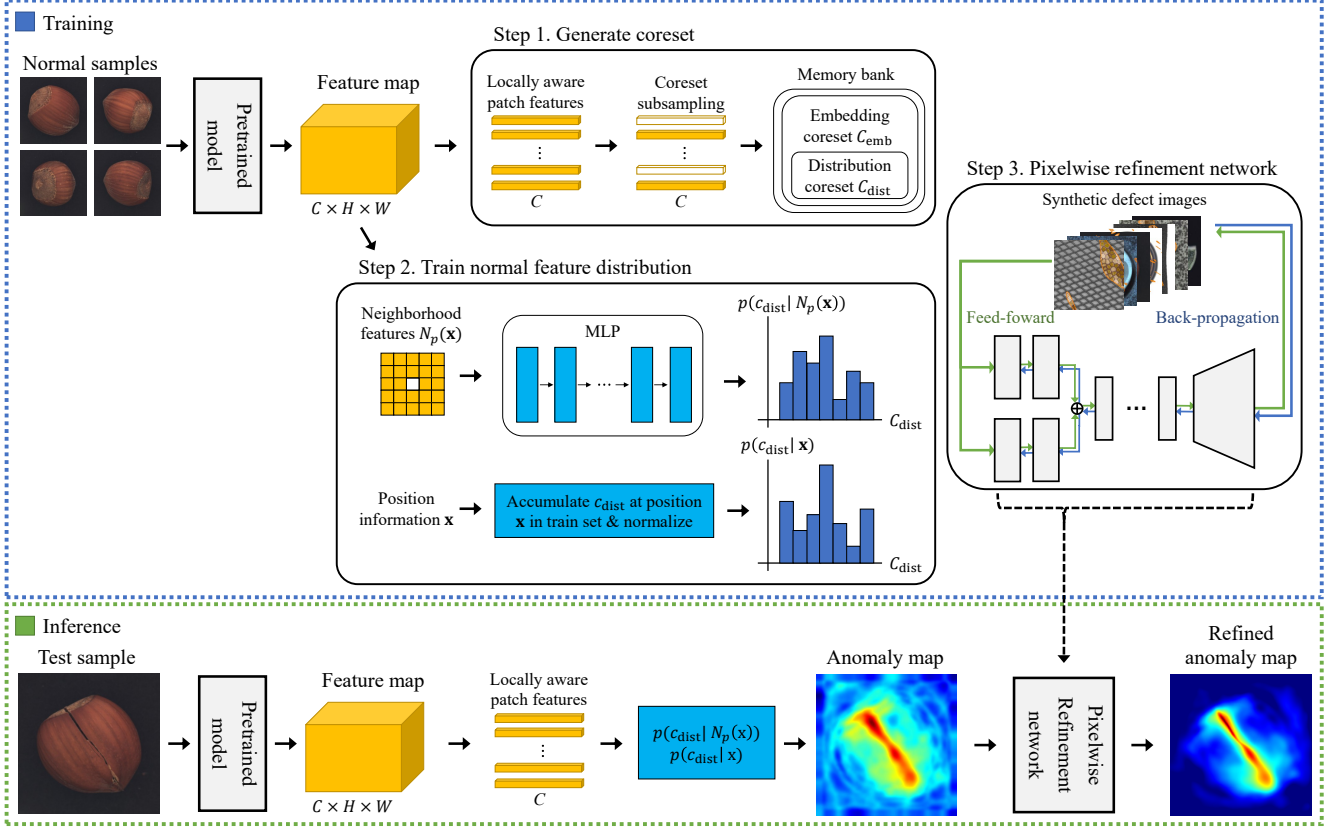 Training
Normal samples
Pretrained
model
Feature map
C × H × W
Step 1. Generate coreset
Locally aware
patch features
⋮
⋮
C
Coreset
subsampling
⋮
⋮
C
Memory bank
Embedding
coreset C_emb
Distribution
coreset C_dist
Step 2. Train normal feature distribution
Neighborhood
features N_p(x)
MLP
⋯
p(c_dist| N_p(x))
C_dist
Position
information x
Accumulate c_dist at position
x in train set & normalize
p(c_dist| x)
C_dist
Step 3. Pixelwise refinement network
Synthetic defect images
Feed-foward
Back-propagation
⋯
Inference
Test sample
Pretrained
model
Feature map
C × H × W
Locally aware
patch features
⋮
⋮
C
p(c_dist| N_p(x))
p(c_dist| x)
Anomaly map
Pixelwise
Refinement
network
Refined
anomaly map